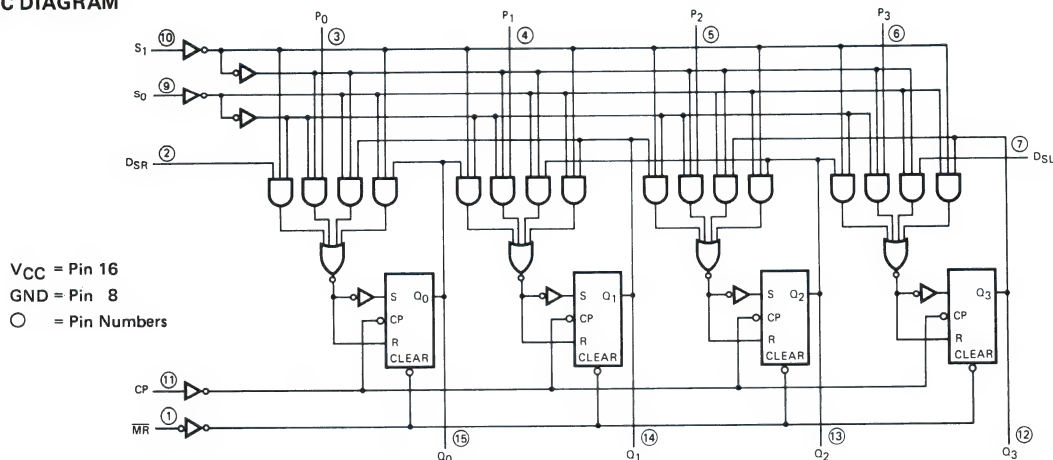 C DIAGRAM
P0 P1 P2 P3
③ ④ ⑤ ⑥
⑩
S1
⑨
S0
②
DSR
⑦
DSL
VCC = Pin 16
GND = Pin 8
○ = Pin Numbers
S Q0
CP
R
CLEAR
S Q1
CP
R
CLEAR
S Q2
CP
R
CLEAR
S Q3
CP
R
CLEAR
⑪
CP
①
MR
⑮ ⑭ ⑬ ⑫
Q0 Q1 Q2 Q3